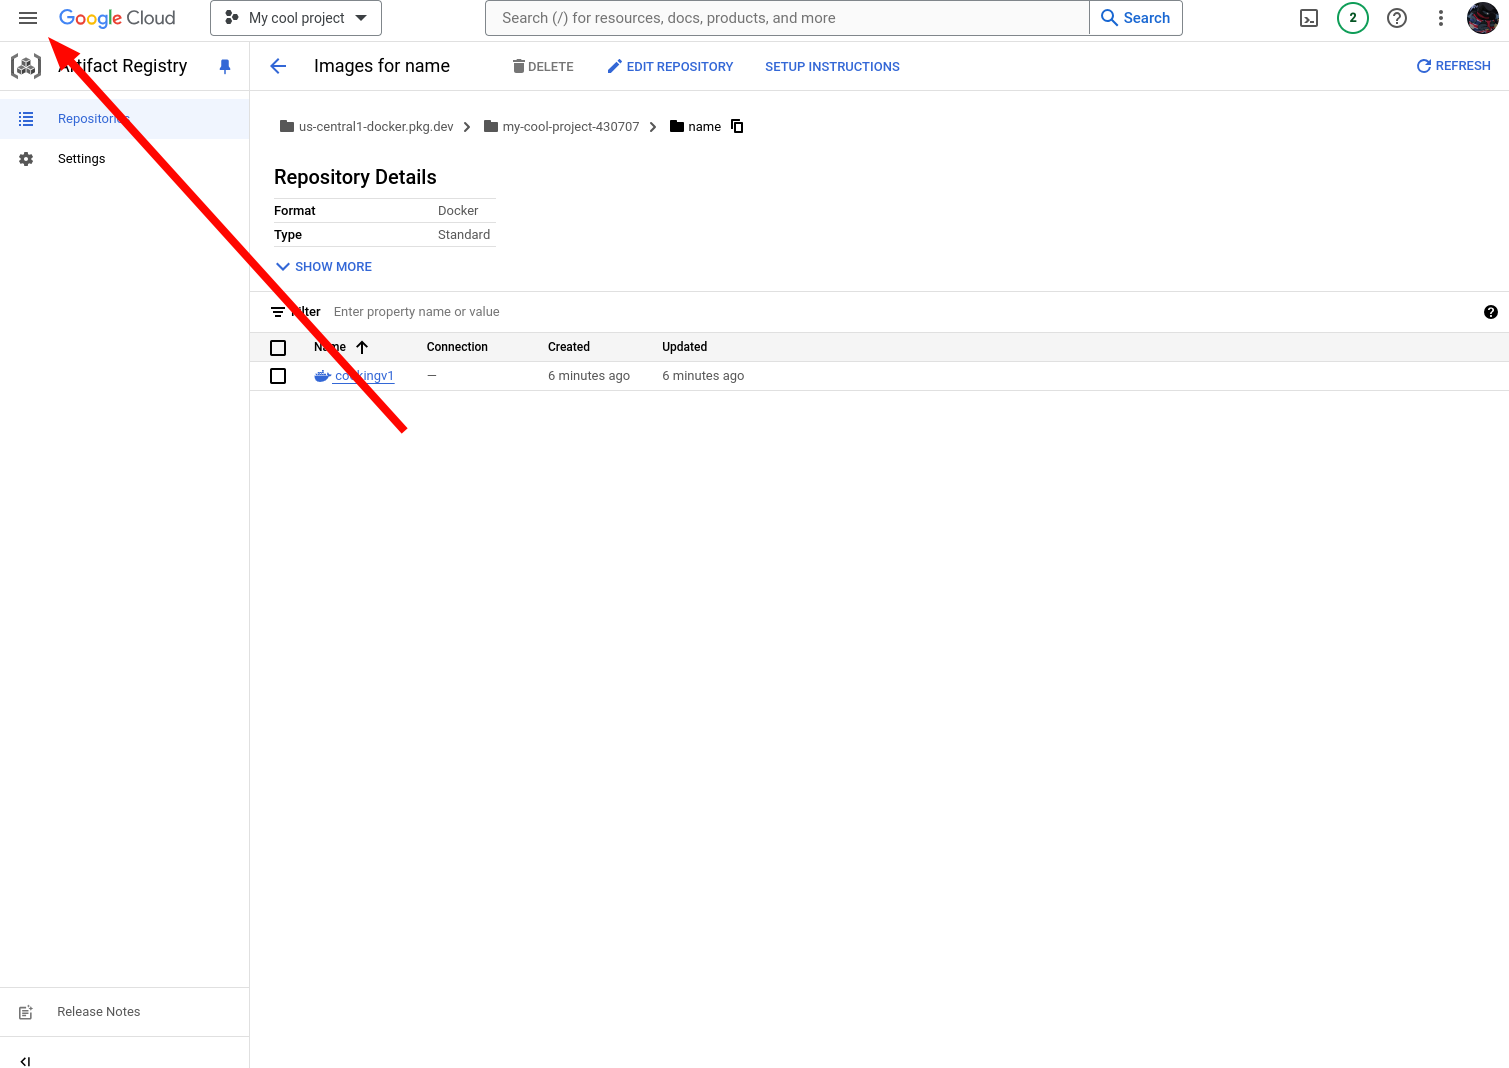 Google Cloud
My cool project
Search (/) for resources, docs, products, and more
Search
2
Artifact Registry
Images for name
DELETE
EDIT REPOSITORY
SETUP INSTRUCTIONS
REFRESH
Repositories
Settings
us-central1-docker.pkg.dev
my-cool-project-430707
name
Repository Details
Format Docker
Type Standard
SHOW MORE
Filter Enter property name or value
Name Connection Created Updated
cookingv1 — 6 minutes ago 6 minutes ago
Release Notes